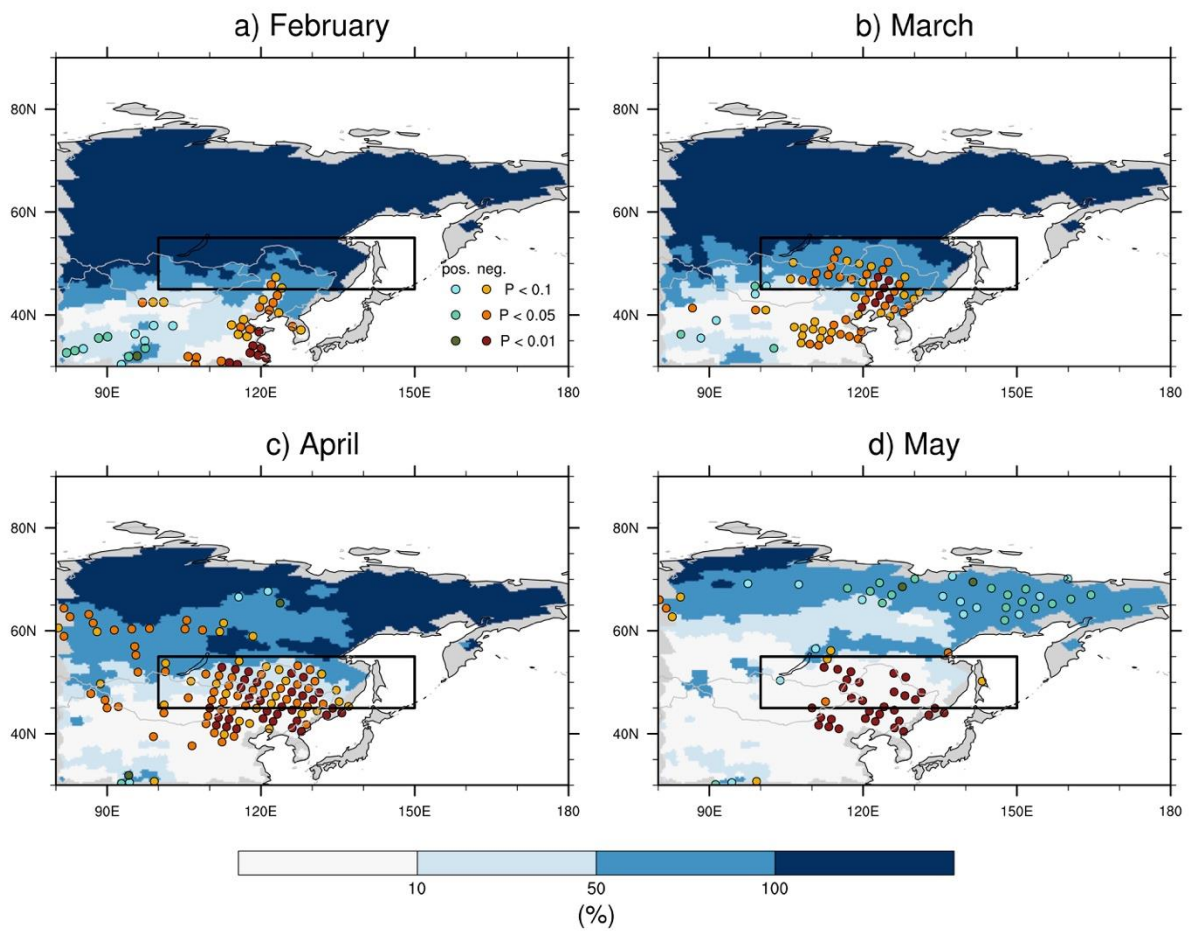 a) February
b) March
80N
60N
40N
90E
120E
150E
180
pos. neg.
P < 0.1
P < 0.05
P < 0.01
80N
60N
40N
90E
120E
150E
180
c) April
d) May
80N
60N
40N
90E
120E
150E
180
80N
60N
40N
90E
120E
150E
180
10
50
100
(%)